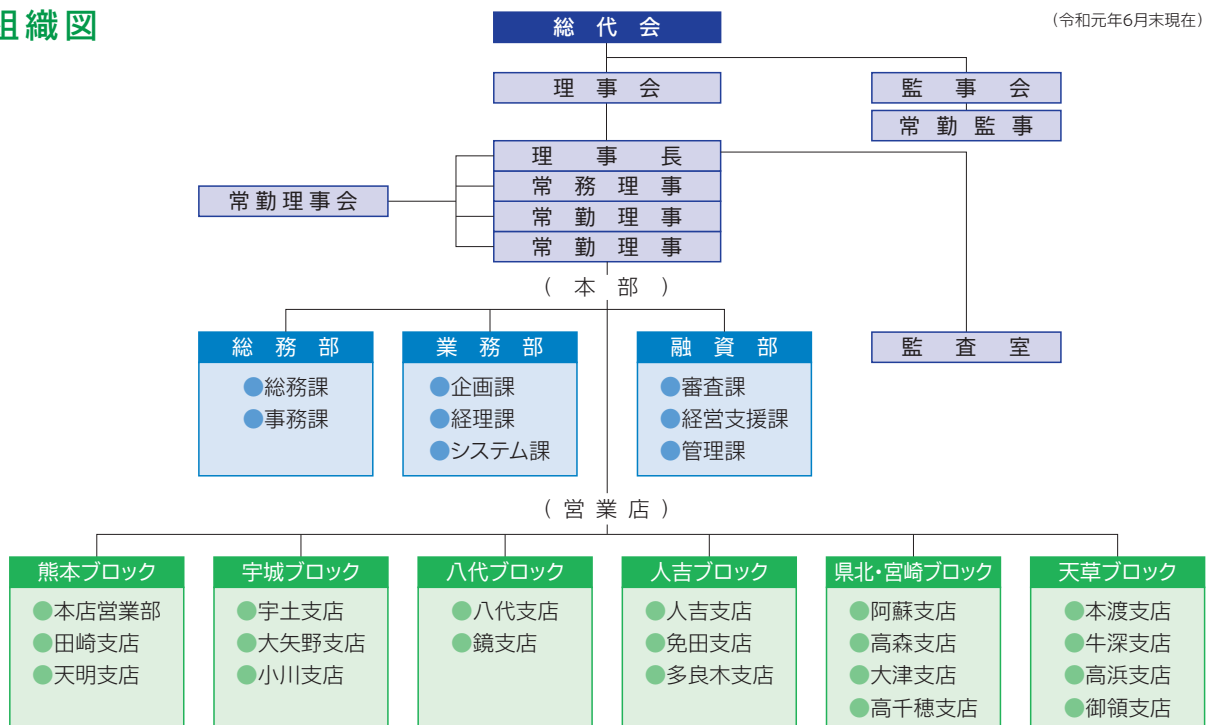 組織図
(令和元年6月末現在)
総代会
理事会
監事会
常勤監事
理事長
常務理事
常勤理事
常勤理事
常勤理事会
(本部)
総務部
●総務課
●事務課
業務部
●企画課
●経理課
●システム課
融資部
●審査課
●経営支援課
●管理課
監査室
(営業店)
熊本ブロック
●本店営業部
●田崎支店
●天明支店
宇城ブロック
●宇土支店
●大矢野支店
●小川支店
八代ブロック
●八代支店
●鏡支店
人吉ブロック
●人吉支店
●免田支店
●多良木支店
県北・宮崎ブロック
●阿蘇支店
●高森支店
●大津支店
●高千穂支店
天草ブロック
●本渡支店
●牛深支店
●高浜支店
●御領支店